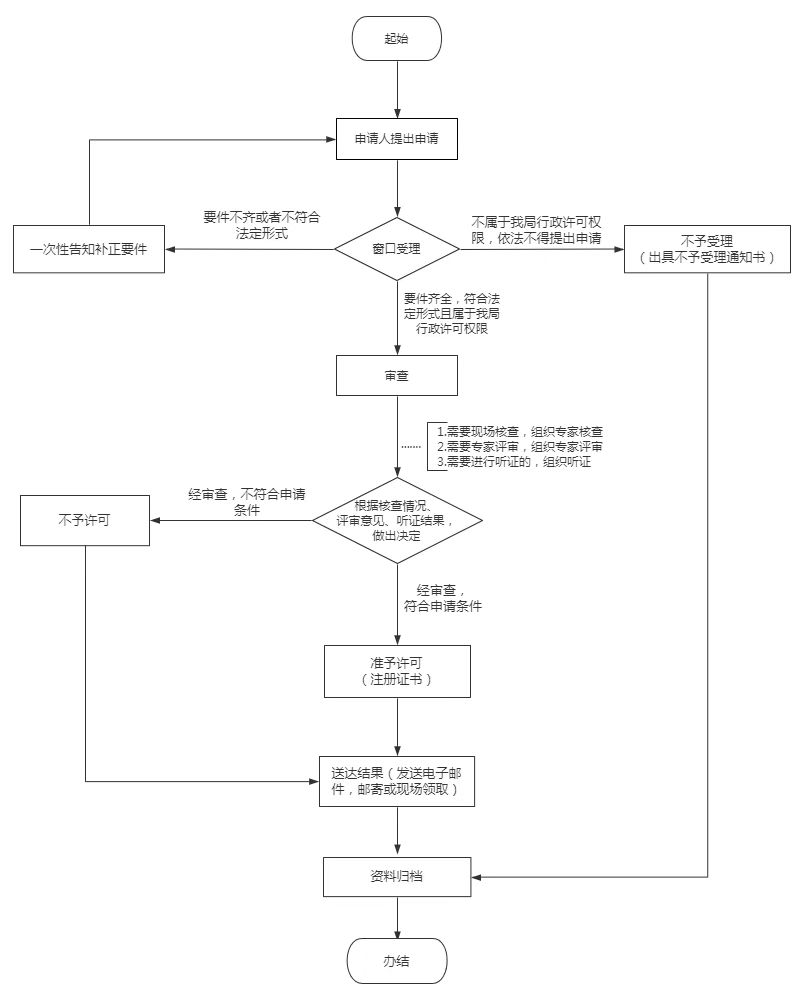 起始
申请人提出申请
要件不齐或者不符合
法定形式
不属于我局行政许可权
限，依法不得提出申请
一次性告知补正要件
窗口受理
不予受理
（出具不予受理通知书）
要件齐全，符合法
定形式且属于我局
行政许可权限
审查
.......
1.需要现场核查，组织专家核查
2.需要专家评审，组织专家评审
3.需要进行听证的，组织听证
经审查，不符合申请
条件
不予许可
根据核查情况、
评审意见、听证结果，
做出决定
经审查，
符合申请条件
准予许可
（注册证书）
送达结果（发送电子邮
件，邮寄或现场领取）
资料归档
办结